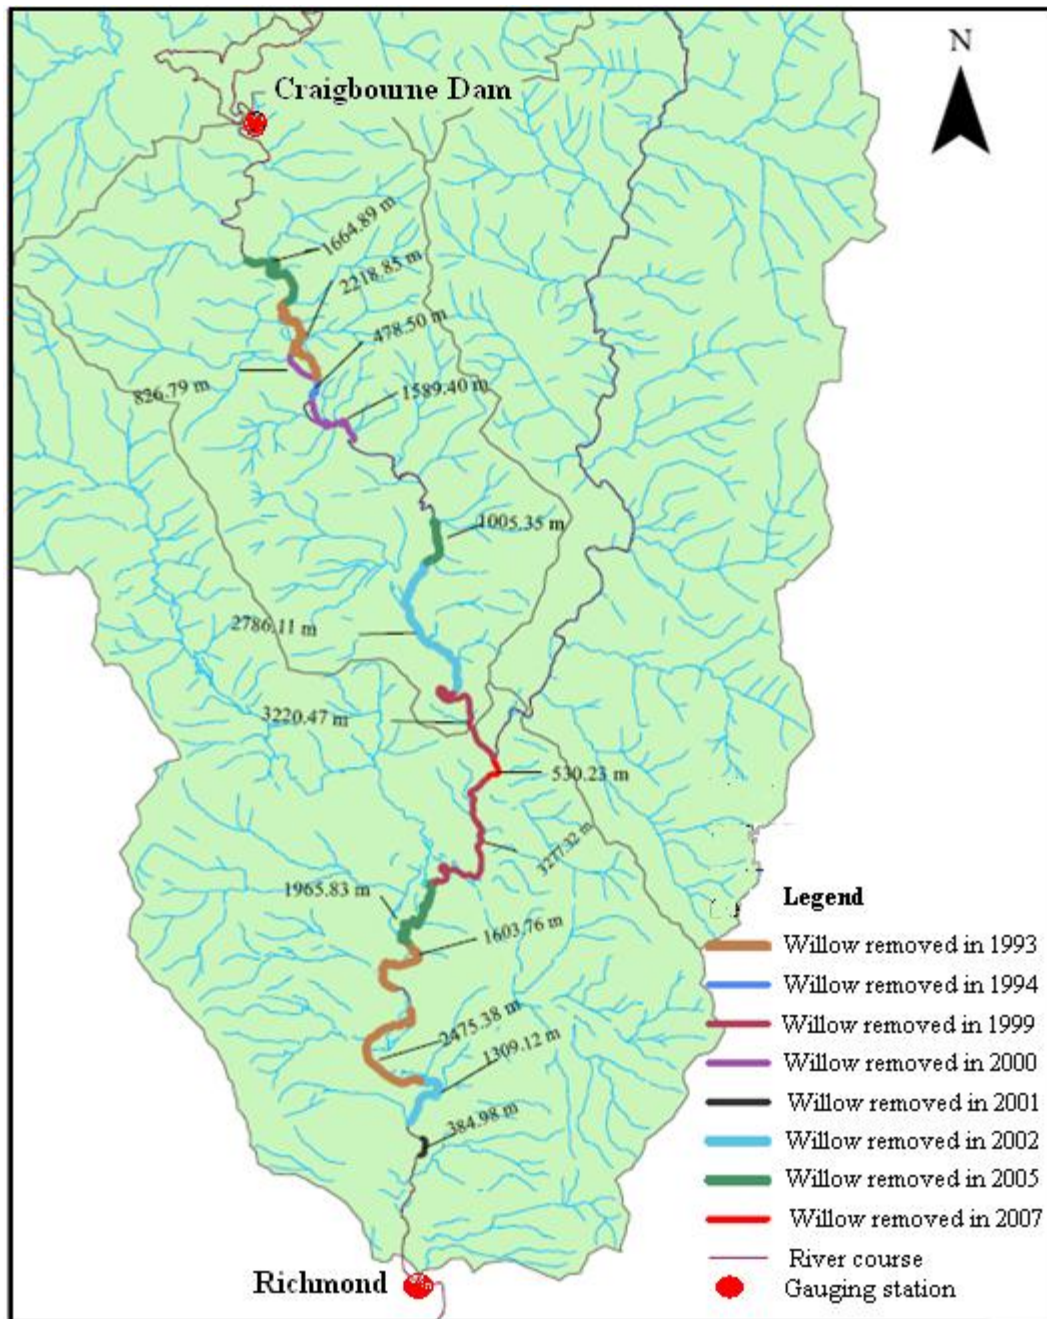 N
Craigbourne Dam
1664.89 m
2218.85 m
478.50 m
826.79 m
1589.40 m
1005.35 m
2786.11 m
3220.47 m
530.23 m
3277.32 m
1965.83 m
1603.76 m
2475.38 m
1309.12 m
384.98 m
Richmond
Legend
Willow removed in 1993
Willow removed in 1994
Willow removed in 1999
Willow removed in 2000
Willow removed in 2001
Willow removed in 2002
Willow removed in 2005
Willow removed in 2007
River course
Gauging station